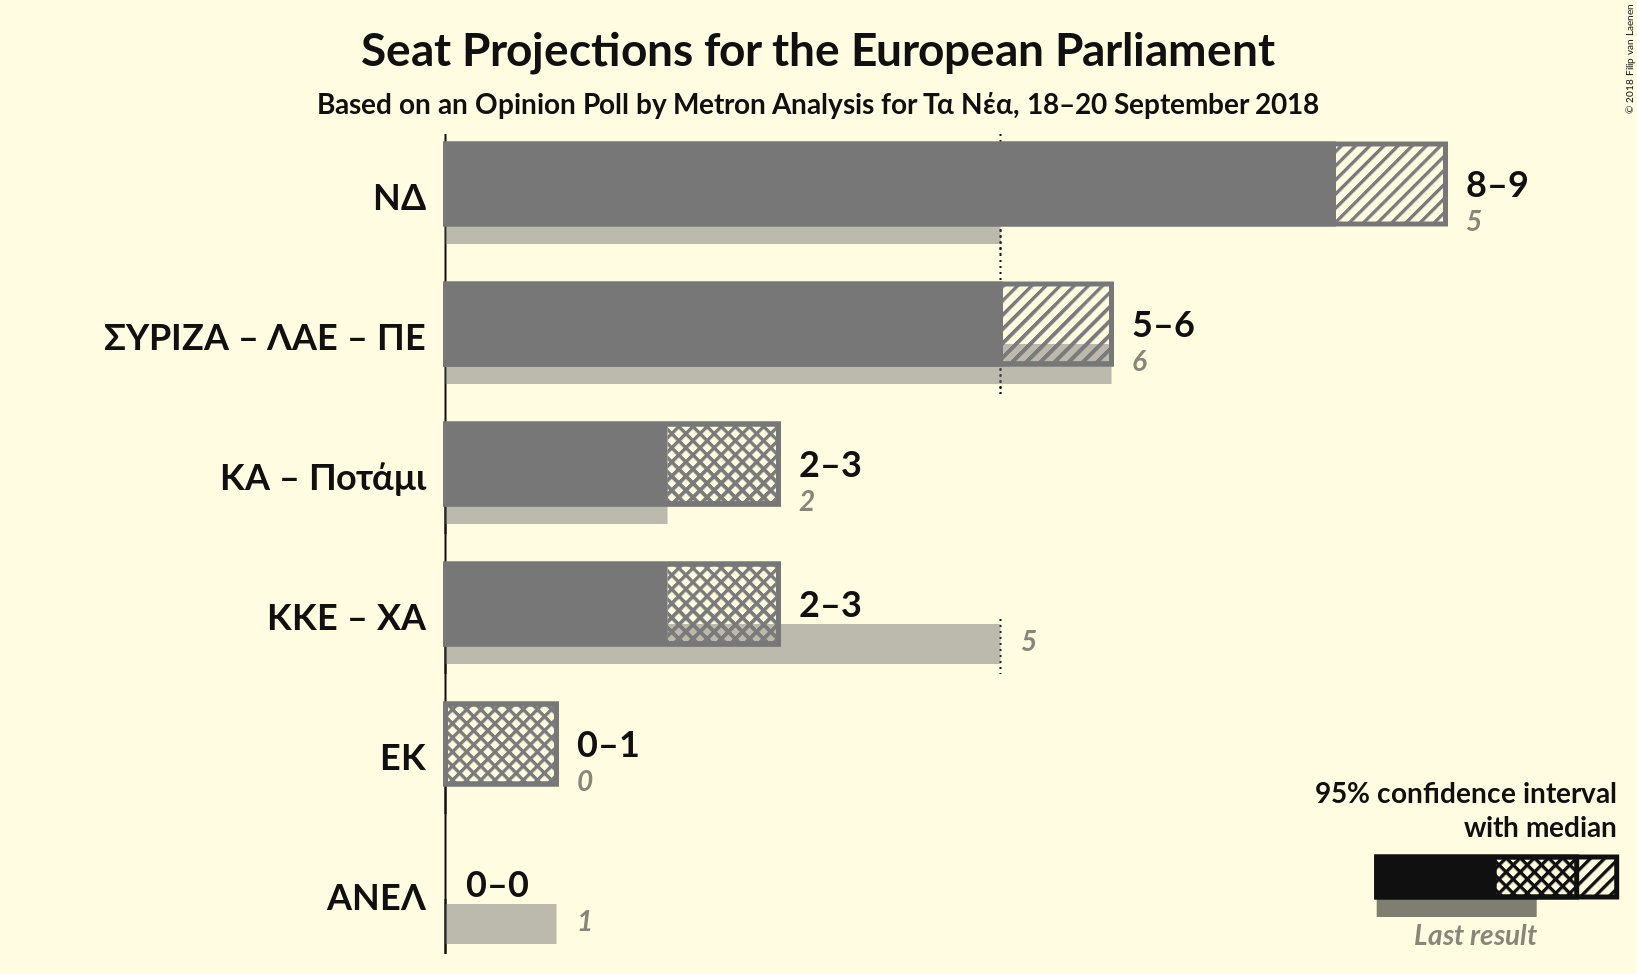 Seat Projections for the European Parliament
Based on an Opinion Poll by Metron Analysis for Τα Νέα, 18–20 September 2018
© 2018 Filip van Laenen
ΝΔ
8–9
5
ΣΥΡΙΖΑ – ΛΑΕ – ΠΕ
5–6
6
ΚΑ – Ποτάμι
2–3
2
ΚΚΕ – ΧΑ
2–3
5
ΕΚ
0–1
0
ΑΝΕΛ
0–0
1
95% confidence interval
with median
Last result